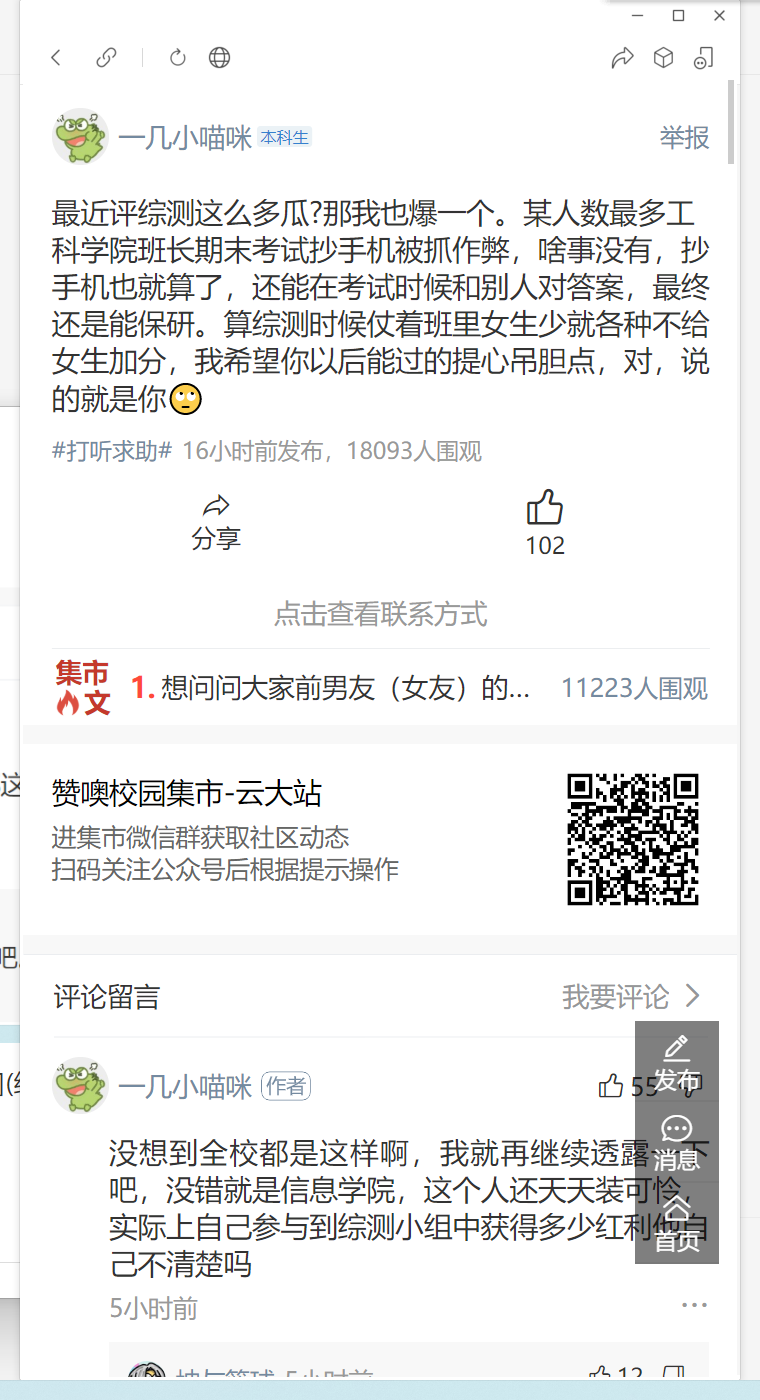 一几小喵咪 本科生 举报
最近评综测这么多瓜?那我也爆一个。某人数最多工
科学院班长期末考试抄手机被抓作弊，啥事没有，抄
手机也就算了，还能在考试时候和别人对答案，最终
还是能保研。算综测时候仗着班里女生少就各种不给
女生加分，我希望你以后能过的提心吊胆点，对，说
的就是你🙄
#打听求助# 16小时前发布，18093人围观
分享 102
点击查看联系方式
集市
文 1. 想问问大家前男友（女友）的... 11223人围观
赞噢校园集市-云大站
进集市微信群获取社区动态
扫码关注公众号后根据提示操作
评论留言 我要评论
一几小喵咪 作者 55
发布
没想到全校都是这样啊，我就再继续透露一下
消息
吧，没错就是信息学院，这个人还天天装可怜，
实际上自己参与到综测小组中获得多少红利他自
首页
己不清楚吗
5小时前 ...
5小时前 12
这
吧